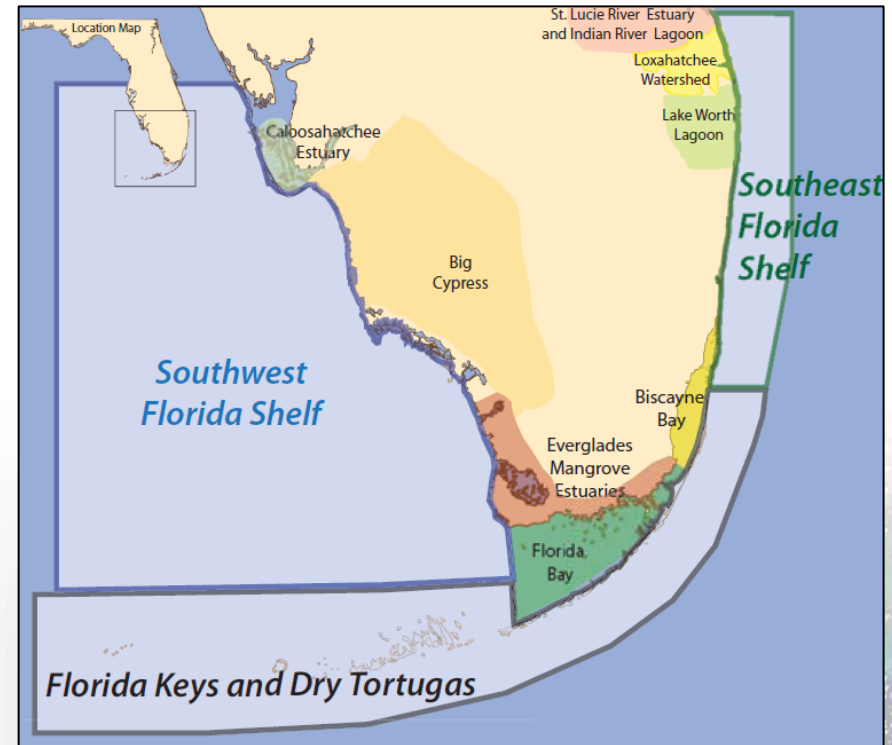 Location Map
St. Lucie River Estuary
and Indian River Lagoon
Loxahatchee
Watershed
Lake Worth
Lagoon
Caloosahatchee
Estuary
Southeast
Florida
Shelf
Big
Cypress
Southwest
Florida Shelf
Biscayne
Bay
Everglades
Mangrove
Estuaries
Florida
Bay
Florida Keys and Dry Tortugas